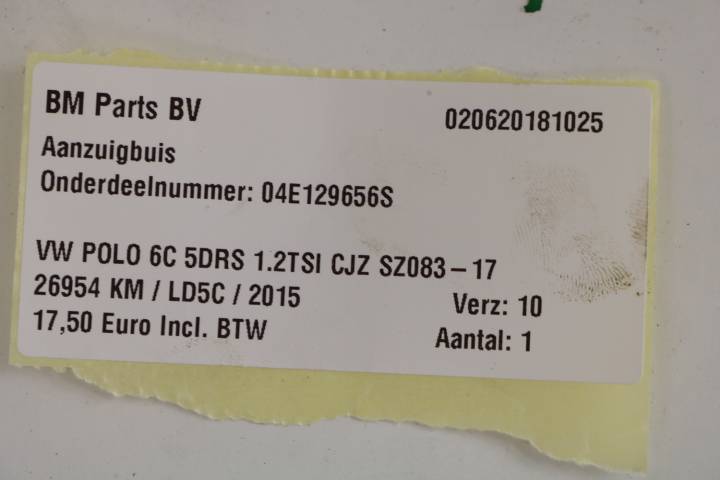 BM Parts BV 020620181025
Aanzuigbuis
Onderdeelnummer: 04E129656S
VW POLO 6C 5DRS 1.2TSI CJZ SZ083-17
26954 KM / LD5C / 2015 Verz: 10
17,50 Euro Incl. BTW Aantal: 1